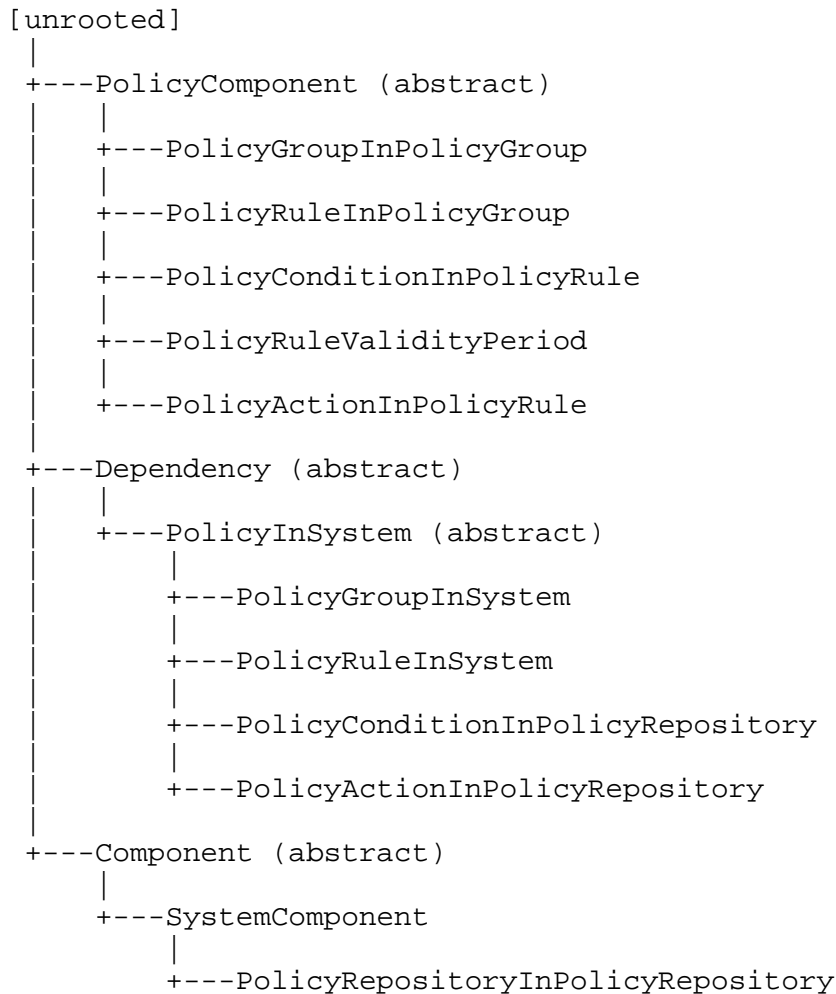 [unrooted]
 |
 +---PolicyComponent (abstract)
 |   |
 |   +---PolicyGroupInPolicyGroup
 |   |
 |   +---PolicyRuleInPolicyGroup
 |   |
 |   +---PolicyConditionInPolicyRule
 |   |
 |   +---PolicyRuleValidityPeriod
 |   |
 |   +---PolicyActionInPolicyRule
 |
 +---Dependency (abstract)
 |   |
 |   +---PolicyInSystem (abstract)
 |       |
 |       +---PolicyGroupInSystem
 |       |
 |       +---PolicyRuleInSystem
 |       |
 |       +---PolicyConditionInPolicyRepository
 |       |
 |       +---PolicyActionInPolicyRepository
 |
 +---Component (abstract)
     |
     +---SystemComponent
         |
         +---PolicyRepositoryInPolicyRepository